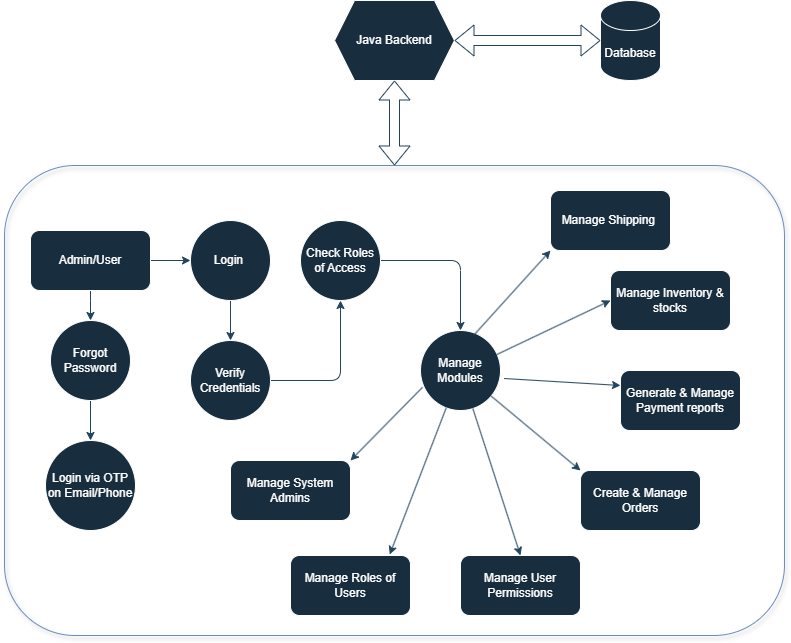 Java Backend
Database
Manage Shipping
Admin/User
Login
Check Roles
of Access
Manage Inventory &
stocks
Forgot
Password
Verify
Credentials
Manage
Modules
Generate & Manage
Payment reports
Login via OTP
on Email/Phone
Manage System
Admins
Create & Manage
Orders
Manage Roles of
Users
Manage User
Permissions